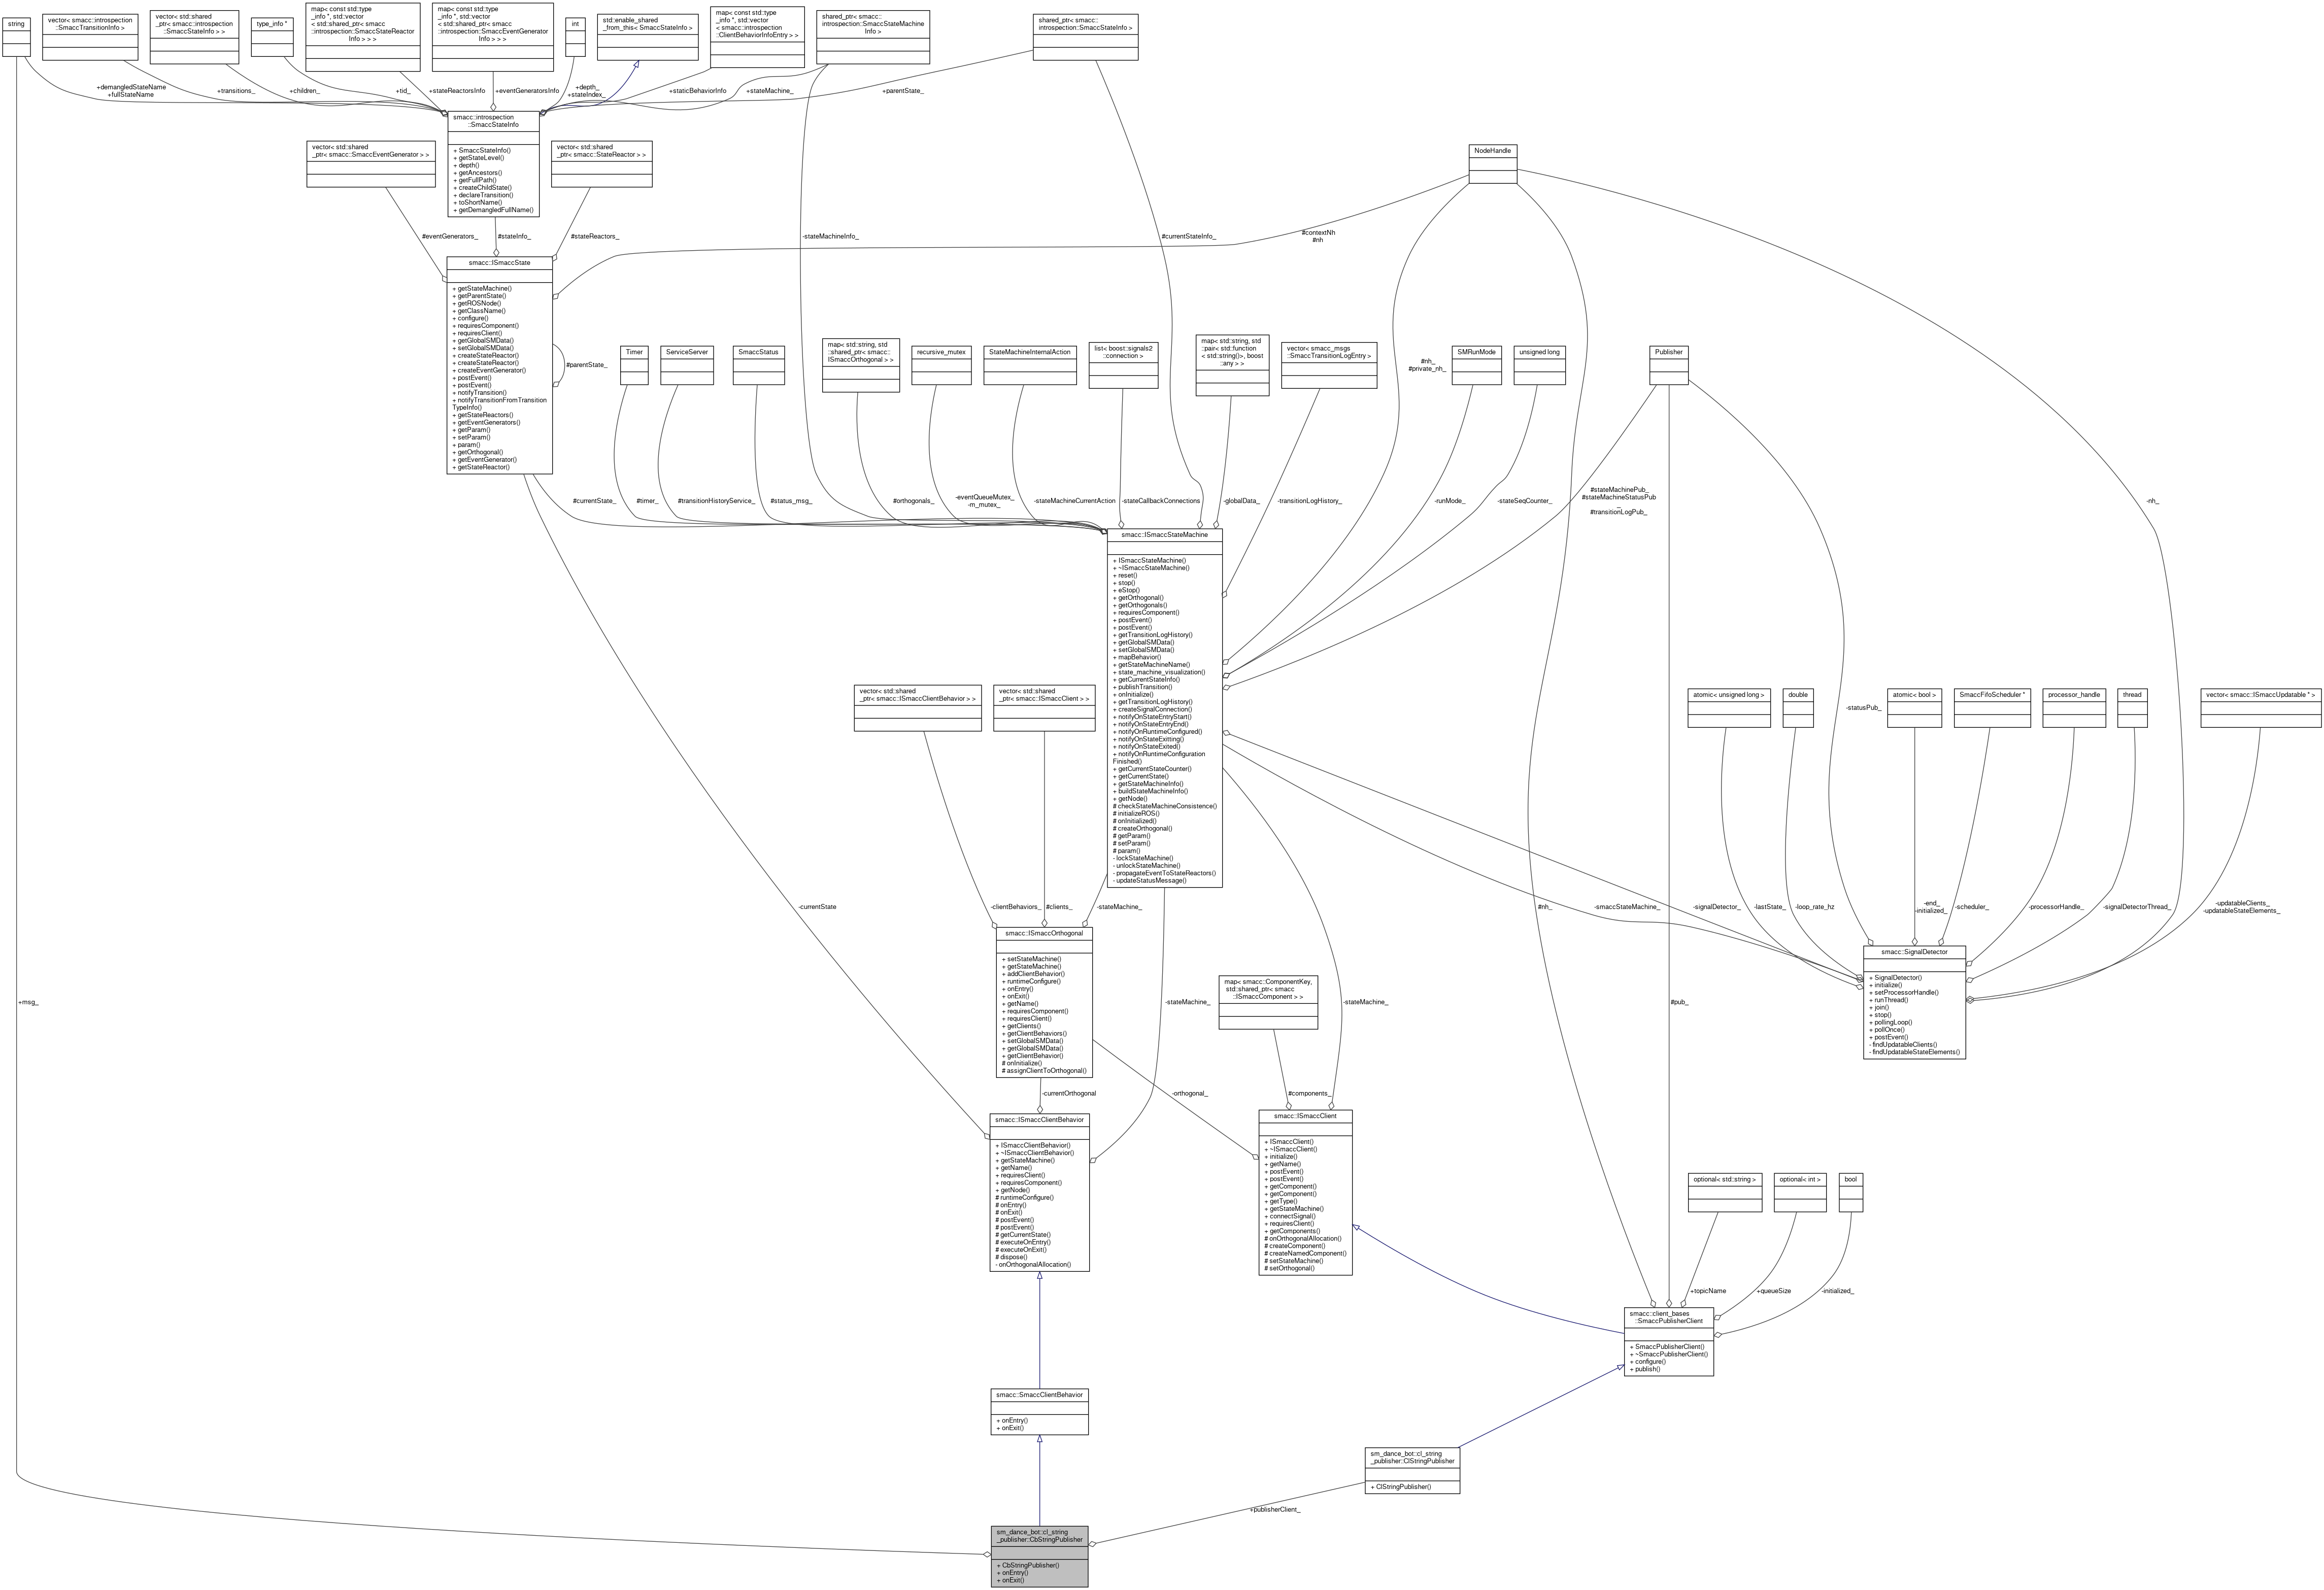 string
vector< smacc::introspection
::SmaccTransitionInfo >
vector< std::shared
_ptr< smacc::introspection
::SmaccStateInfo > >
type_info *
map< const std::type
_info *, std::vector
< std::shared_ptr< smacc
::introspection::SmaccStateReactor
Info > > >
map< const std::type
_info *, std::vector
< std::shared_ptr< smacc
::introspection::SmaccEventGenerator
Info > > >
int
std::enable_shared
_from_this< SmaccStateInfo >
map< const std::type
_info *, std::vector
< smacc::introspection
::ClientBehaviorInfoEntry > >
shared_ptr< smacc::
introspection::SmaccStateMachine
Info >
shared_ptr< smacc::
introspection::SmaccStateInfo >
+demangledStateName
+fullStateName
+transitions_
+children_
+tid_
+stateReactorsInfo
+eventGeneratorsInfo
+depth_
+stateIndex_
+staticBehaviorInfo
+stateMachine_
+parentState_
smacc::introspection
::SmaccStateInfo
+ SmaccStateInfo()
+ getStateLevel()
+ depth()
+ getAncestors()
+ getFullPath()
+ createChildState()
+ declareTransition()
+ toShortName()
+ getDemangledFullName()
vector< std::shared
_ptr< smacc::SmaccEventGenerator > >
vector< std::shared
_ptr< smacc::StateReactor > >
NodeHandle
#eventGenerators_
#stateInfo_
#stateReactors_
-stateMachineInfo_
#currentStateInfo_
#contextNh
#nh
smacc::ISmaccState
+ getStateMachine()
+ getParentState()
+ getROSNode()
+ getClassName()
+ configure()
+ requiresComponent()
+ requiresClient()
+ getGlobalSMData()
+ setGlobalSMData()
+ createStateReactor()
+ createStateReactor()
+ createEventGenerator()
+ postEvent()
+ postEvent()
+ notifyTransition()
+ notifyTransitionFromTransition
TypeInfo()
+ getStateReactors()
+ getEventGenerators()
+ getParam()
+ setParam()
+ param()
+ getOrthogonal()
+ getEventGenerator()
+ getStateReactor()
#parentState_
Timer
ServiceServer
SmaccStatus
map< std::string, std
::shared_ptr< smacc::
ISmaccOrthogonal > >
recursive_mutex
StateMachineInternalAction
list< boost::signals2
::connection >
map< std::string, std
::pair< std::function
< std::string()>, boost
::any > >
vector< smacc_msgs
::SmaccTransitionLogEntry >
#nh_
#private_nh_
SMRunMode
unsigned long
Publisher
#currentState_
#timer_
#transitionHistoryService_
#status_msg_
#orthogonals_
-eventQueueMutex_
-m_mutex_
-stateMachineCurrentAction
-stateCallbackConnections
-globalData_
-transitionLogHistory_
-runMode_
-stateSeqCounter_
#stateMachinePub_
#stateMachineStatusPub
_
#transitionLogPub_
-nh_
smacc::ISmaccStateMachine
+ ISmaccStateMachine()
+ ~ISmaccStateMachine()
+ reset()
+ stop()
+ eStop()
+ getOrthogonal()
+ getOrthogonals()
+ requiresComponent()
+ postEvent()
+ postEvent()
+ getTransitionLogHistory()
+ getGlobalSMData()
+ setGlobalSMData()
+ mapBehavior()
+ getStateMachineName()
+ state_machine_visualization()
+ getCurrentStateInfo()
+ publishTransition()
+ onInitialize()
+ getTransitionLogHistory()
+ createSignalConnection()
+ notifyOnStateEntryStart()
+ notifyOnStateEntryEnd()
+ notifyOnRuntimeConfigured()
+ notifyOnStateExitting()
+ notifyOnStateExited()
+ notifyOnRuntimeConfiguration
Finished()
+ getCurrentStateCounter()
+ getCurrentState()
+ getStateMachineInfo()
+ buildStateMachineInfo()
+ getNode()
# checkStateMachineConsistence()
# initializeROS()
# onInitialized()
# createOrthogonal()
# getParam()
# setParam()
# param()
- lockStateMachine()
- unlockStateMachine()
- propagateEventToStateReactors()
- updateStatusMessage()
vector< std::shared
_ptr< smacc::ISmaccClientBehavior > >
vector< std::shared
_ptr< smacc::ISmaccClient > >
-statusPub_
atomic< unsigned long >
double
atomic< bool >
SmaccFifoScheduler *
processor_handle
thread
vector< smacc::ISmaccUpdatable * >
-currentState
-clientBehaviors_
#clients_
-stateMachine_
-smaccStateMachine_
-signalDetector_
-lastState_
-loop_rate_hz
-end_
-initialized_
-scheduler_
-processorHandle_
-signalDetectorThread_
-updatableClients_
-updatableStateElements_
#nh_
smacc::ISmaccOrthogonal
+ setStateMachine()
+ getStateMachine()
+ addClientBehavior()
+ runtimeConfigure()
+ onEntry()
+ onExit()
+ getName()
+ requiresComponent()
+ requiresClient()
+ getClients()
+ getClientBehaviors()
+ setGlobalSMData()
+ getGlobalSMData()
+ getClientBehavior()
# onInitialize()
# assignClientToOrthogonal()
smacc::SignalDetector
+ SignalDetector()
+ initialize()
+ setProcessorHandle()
+ runThread()
+ join()
+ stop()
+ pollingLoop()
+ pollOnce()
+ postEvent()
- findUpdatableClients()
- findUpdatableStateElements()
+msg_
-stateMachine_
map< smacc::ComponentKey,
std::shared_ptr< smacc
::ISmaccComponent > >
-stateMachine_
#pub_
-currentOrthogonal
-orthogonal_
#components_
smacc::ISmaccClientBehavior
+ ISmaccClientBehavior()
+ ~ISmaccClientBehavior()
+ getStateMachine()
+ getName()
+ requiresClient()
+ requiresComponent()
+ getNode()
# runtimeConfigure()
# onEntry()
# onExit()
# postEvent()
# postEvent()
# getCurrentState()
# executeOnEntry()
# executeOnExit()
# dispose()
- onOrthogonalAllocation()
smacc::ISmaccClient
+ ISmaccClient()
+ ~ISmaccClient()
+ initialize()
+ getName()
+ postEvent()
+ postEvent()
+ getComponent()
+ getComponent()
+ getType()
+ getStateMachine()
+ connectSignal()
+ requiresClient()
+ getComponents()
# onOrthogonalAllocation()
# createComponent()
# createNamedComponent()
# setStateMachine()
# setOrthogonal()
optional< std::string >
optional< int >
bool
+topicName
+queueSize
-initialized_
smacc::client_bases
::SmaccPublisherClient
+ SmaccPublisherClient()
+ ~SmaccPublisherClient()
+ configure()
+ publish()
smacc::SmaccClientBehavior
+ onEntry()
+ onExit()
sm_dance_bot::cl_string
_publisher::ClStringPublisher
+ ClStringPublisher()
+publisherClient_
sm_dance_bot::cl_string
_publisher::CbStringPublisher
+ CbStringPublisher()
+ onEntry()
+ onExit()